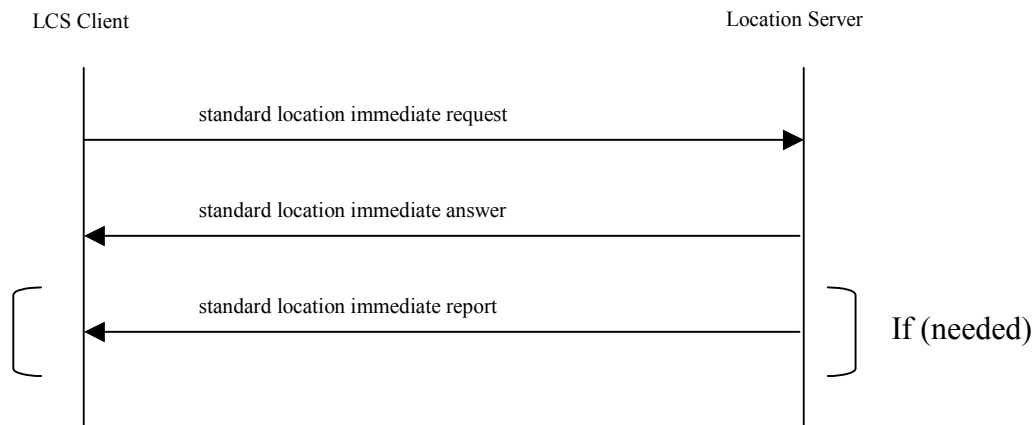 LCS Client
Location Server
standard location immediate request
standard location immediate answer
standard location immediate report
If (needed)